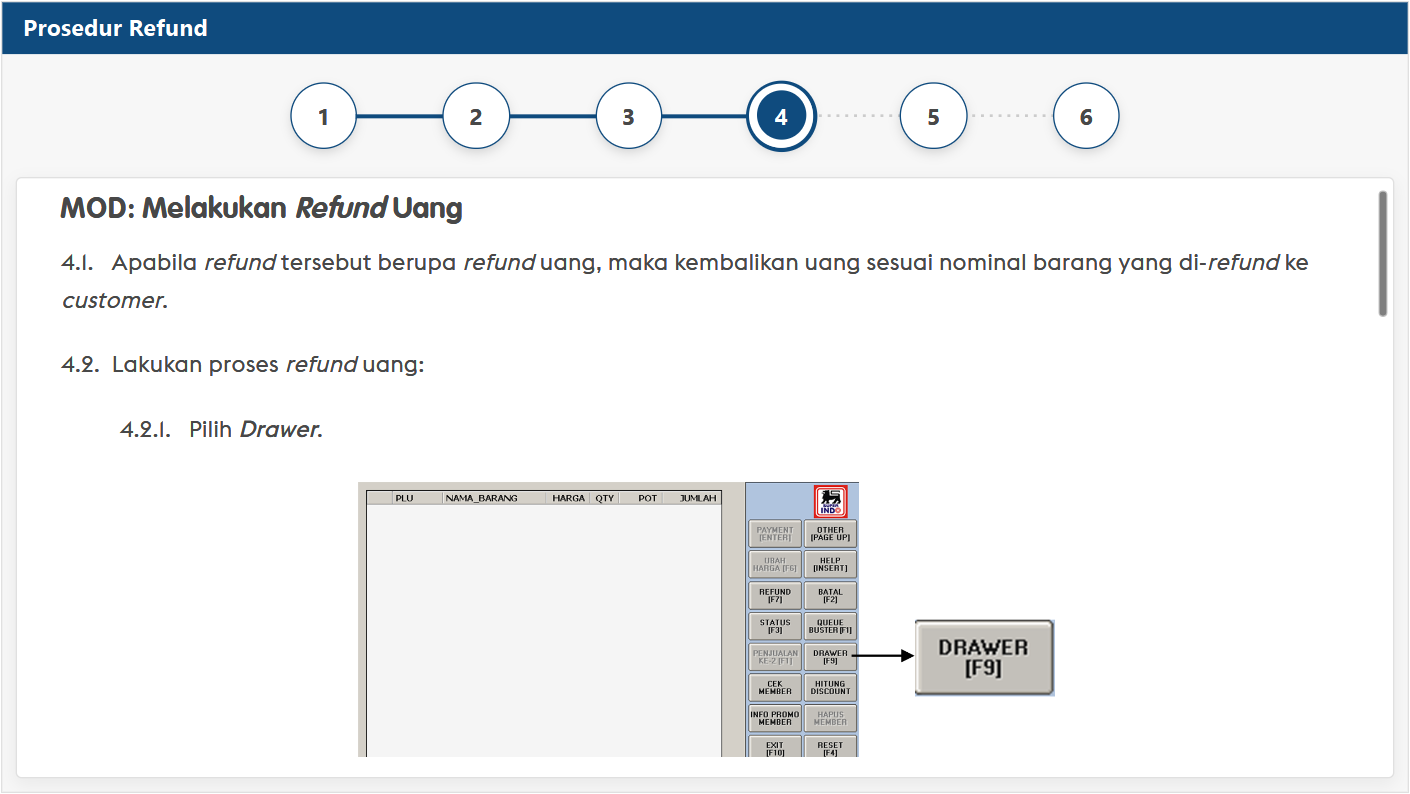 Prosedur Refund
1 2 3 4 5 6
MOD: Melakukan Refund Uang
4.1. Apabila refund tersebut berupa refund uang, maka kembalikan uang sesuai nominal barang yang di-refund ke
customer.
4.2. Lakukan proses refund uang:
4.2.1. Pilih Drawer.
PLU NAMA_BARANG HARGA QTY POT JUMLAH
SUPER
INDO
PAYMENT
[ENTER]
OTHER
[PAGE UP]
UBAH
HARGA [F6]
HELP
[INSERT]
REFUND
[F7]
BATAL
[F2]
STATUS
[F3]
QUEUE
BUSTER [F1]
PENJUALAN
KE-2 [F1]
DRAWER
[F9]
DRAWER
[F9]
CEK
MEMBER
HITUNG
DISCOUNT
INFO PROMO
MEMBER
HAPUS
MEMBER
EXIT
[F10]
RESET
[F4]